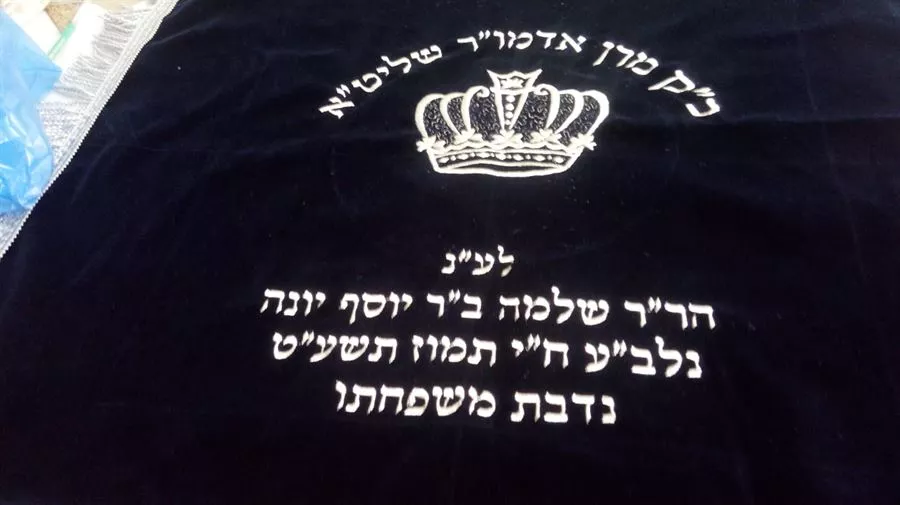 כ"ק מרן אדמו"ר שליט"א
לע"נ
הר"ר שלמה ב"ר יוסף יונה
נלב"ע ח"י תמוז תשע"ט
נדבת משפחתו